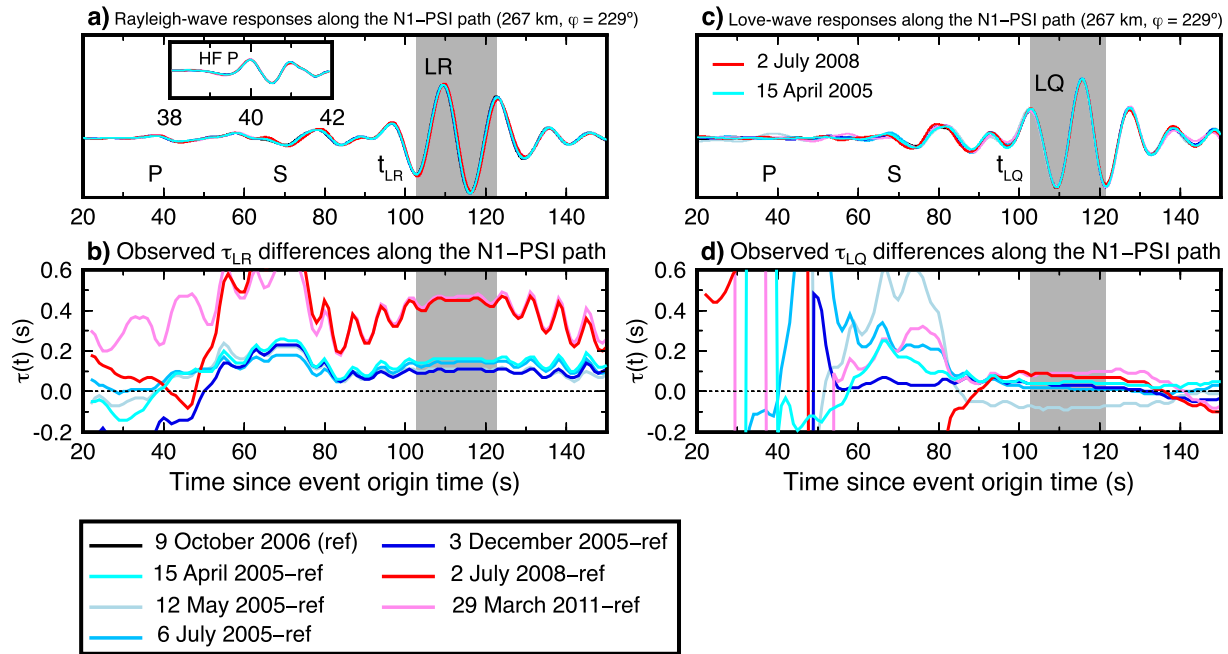 a) Rayleigh-wave responses along the N1-PSI path (267 km, φ = 229º)
HF P
38 40 42
LR
P S t_LR
20 40 60 80 100 120 140
b) Observed τ_LR differences along the N1−PSI path
τ(t) (s)
0.6
0.4
0.2
0.0
-0.2
20 40 60 80 100 120 140
Time since event origin time (s)
c) Love-wave responses along the N1-PSI path (267 km, φ = 229º)
2 July 2008
15 April 2005
LQ
P S t_LQ
20 40 60 80 100 120 140
d) Observed τ_LQ differences along the N1−PSI path
τ(t) (s)
0.6
0.4
0.2
0.0
-0.2
20 40 60 80 100 120 140
Time since event origin time (s)
9 October 2006 (ref)
15 April 2005−ref
12 May 2005−ref
6 July 2005−ref
3 December 2005−ref
2 July 2008−ref
29 March 2011−ref